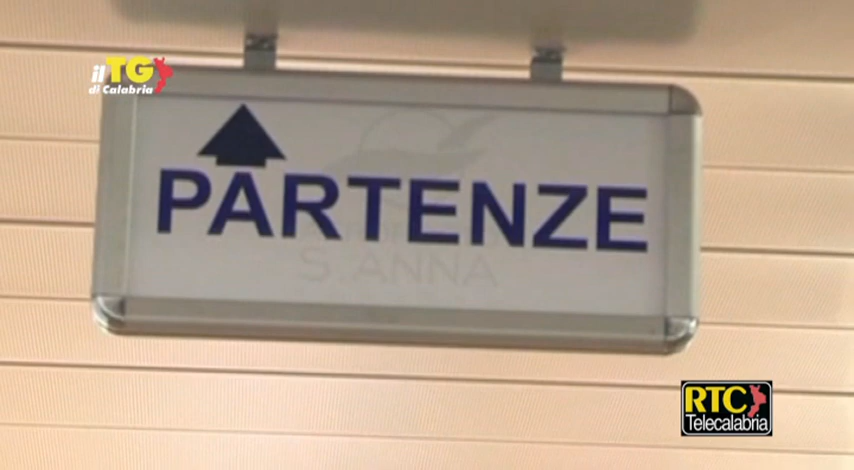 il TG
di Calabria
PARTENZE
S.ANNA
RTC
Telecalabria